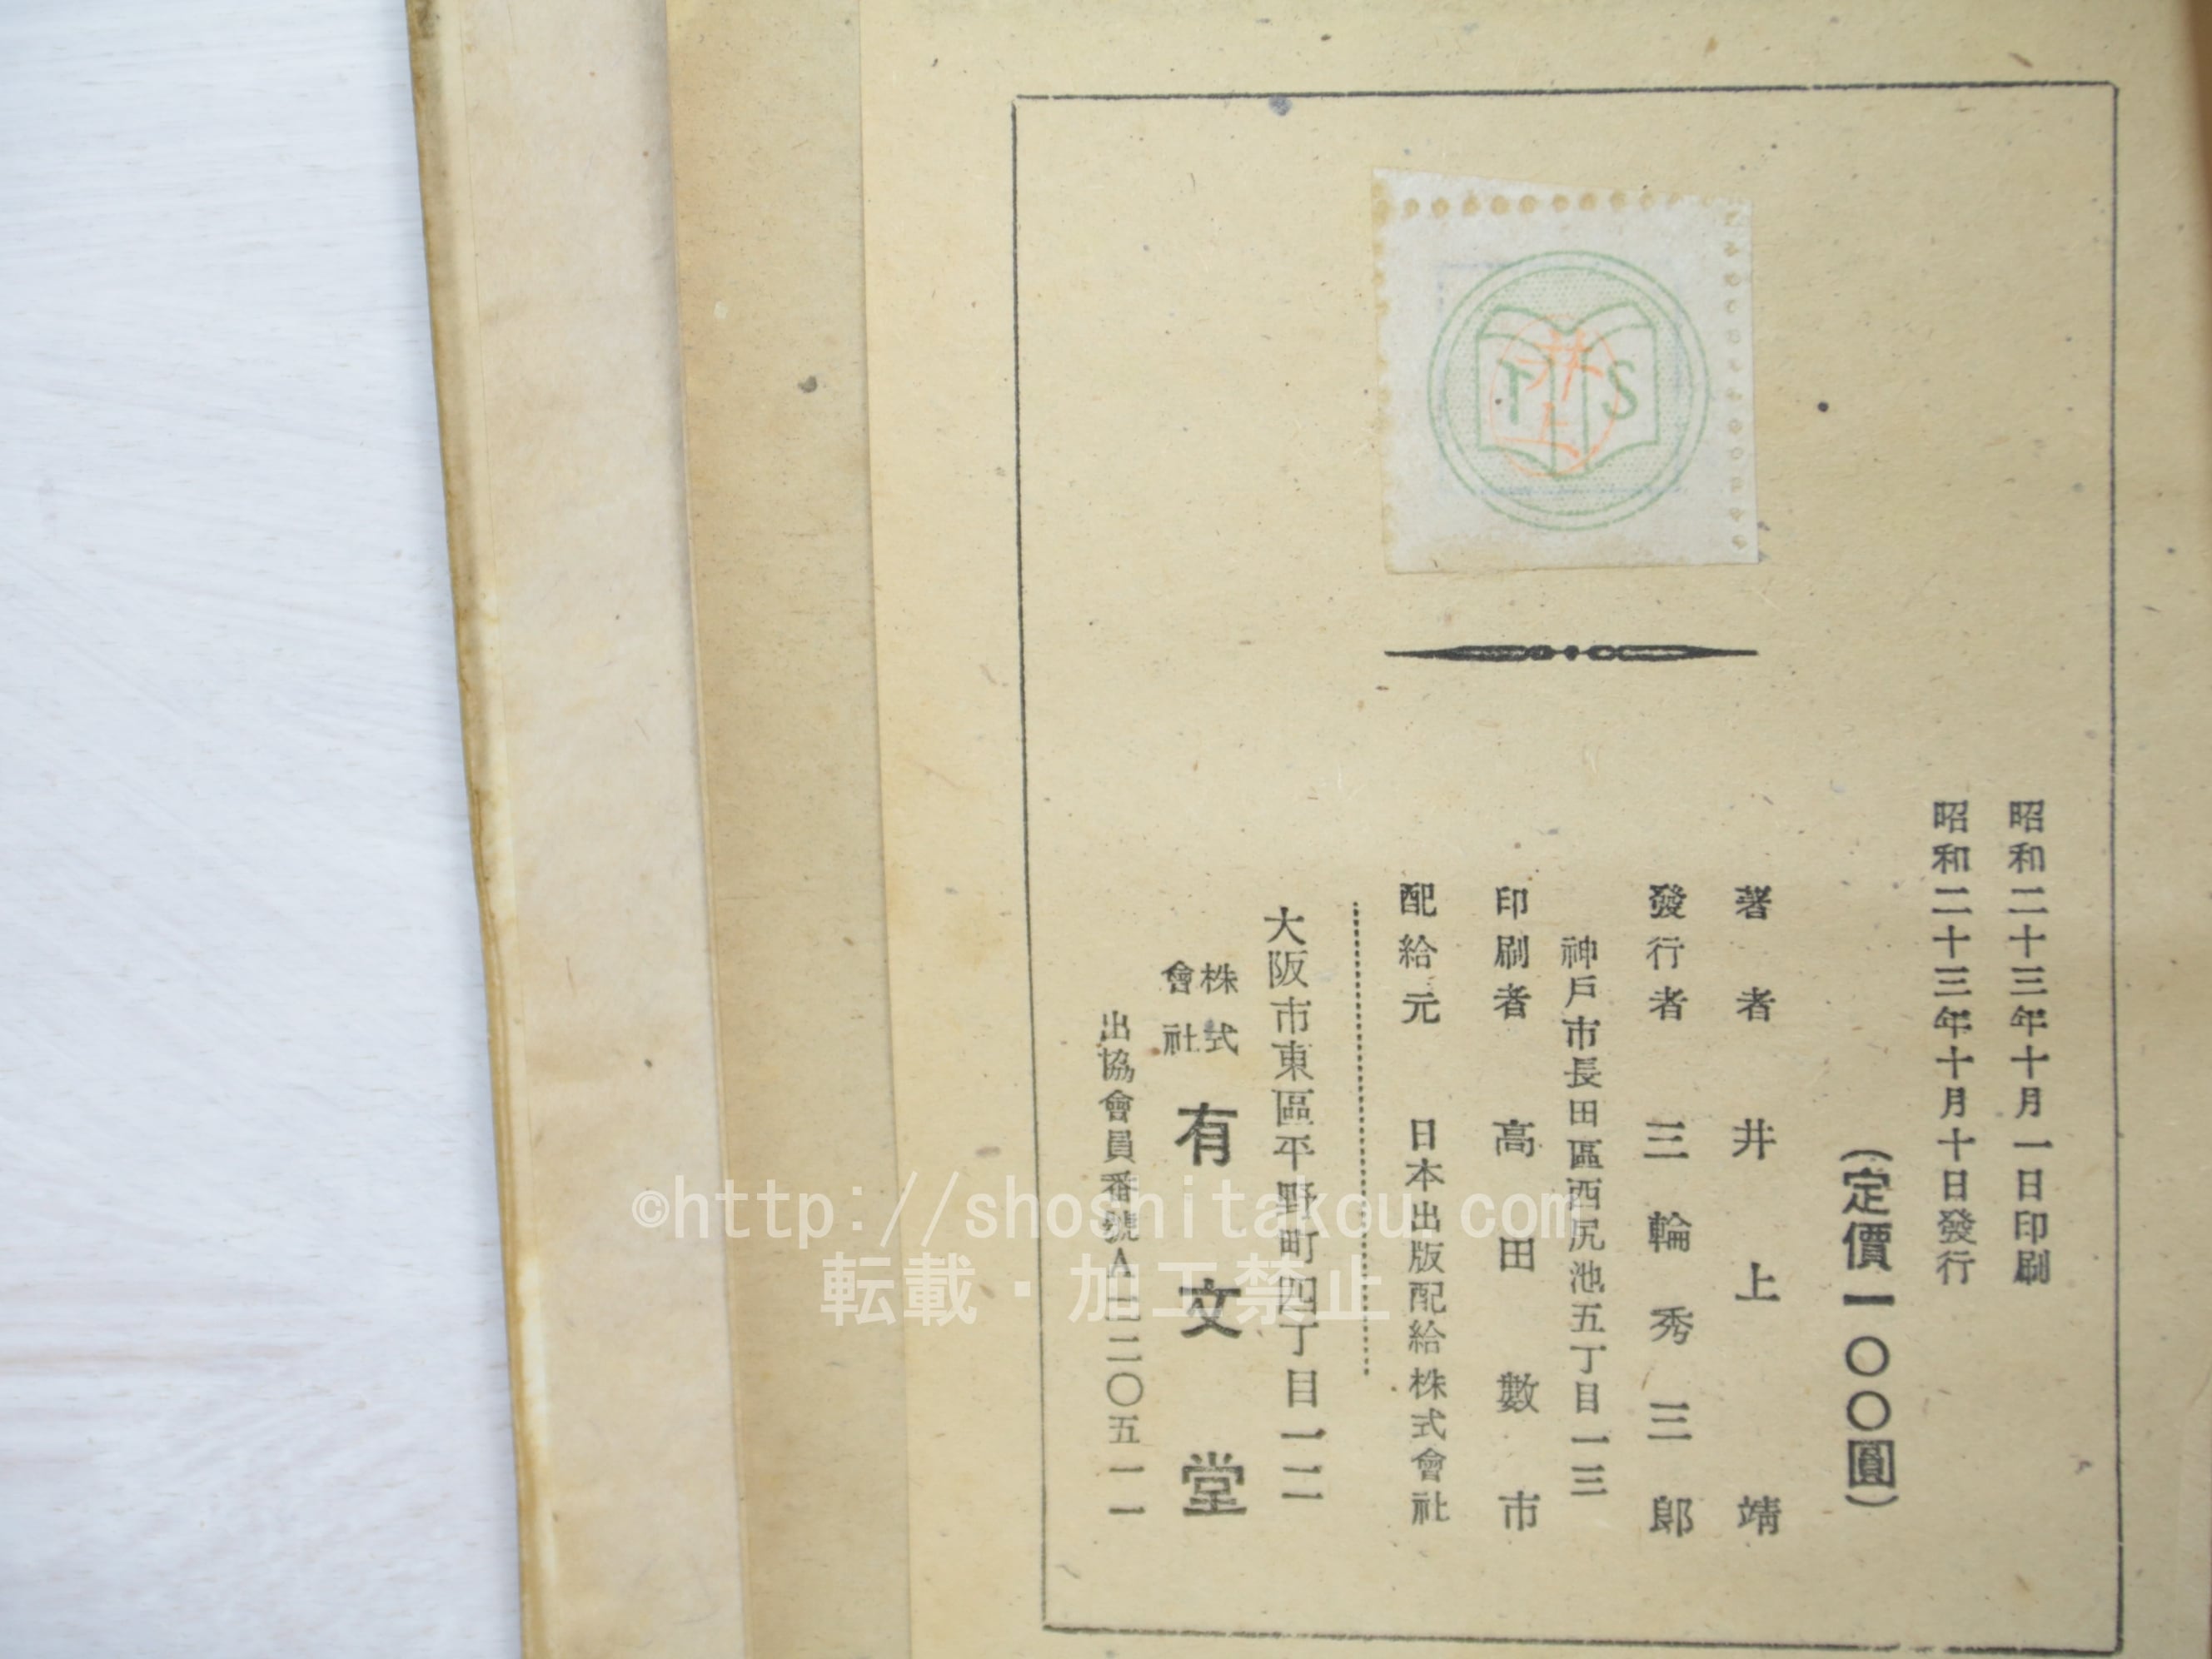 昭和二十三年十月一日印刷
昭和二十三年十月十日發行
(定價一〇〇圓)
著者 井上靖
發行者 三輪秀三郎
神戶市長田區西尻池五丁目一三
印刷者 高田數市
配給元 日本出版配給株式會社
大阪市東區平野町四丁目一二
株式會社 有文堂
出協會員番號A二二〇五一一
井上
T S
©http://shoshitakou.com
転載・加工禁止